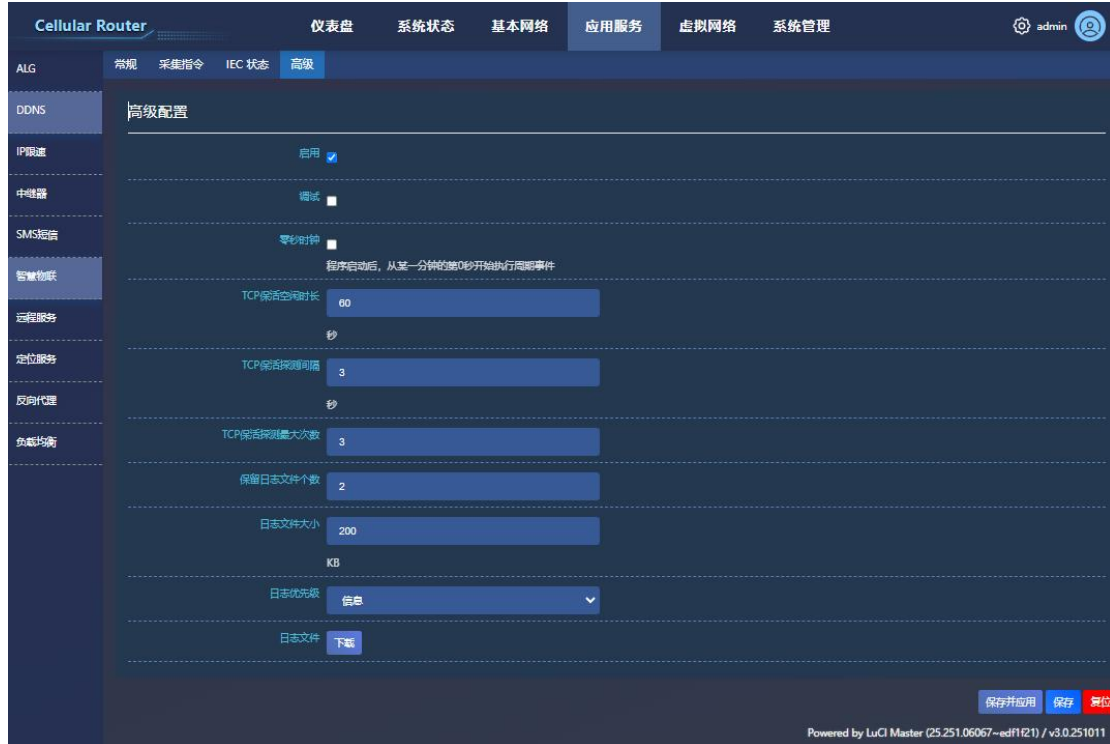 Cellular Router
仪表盘 系统状态 基本网络 应用服务 虚拟网络 系统管理 admin
常规 采集指令 IEC 状态 高级
ALG
DDNS
IP限速
中继器
SMS短信
智慧物联
远程服务
定位服务
反向代理
负载均衡
高级配置
启用
调试
零秒时钟
程序启动后，从某一分钟的第0秒开始执行周期事件
TCP保活空闲时长 60
秒
TCP保活探测间隔 3
秒
TCP保活探测最大次数 3
保留日志文件个数 2
日志文件大小 200
KB
日志优先级 信息
日志文件 下载
保存并应用 保存 复位
Powered by LuCI Master (25.251.06067~edf1f21) / v3.0.251011